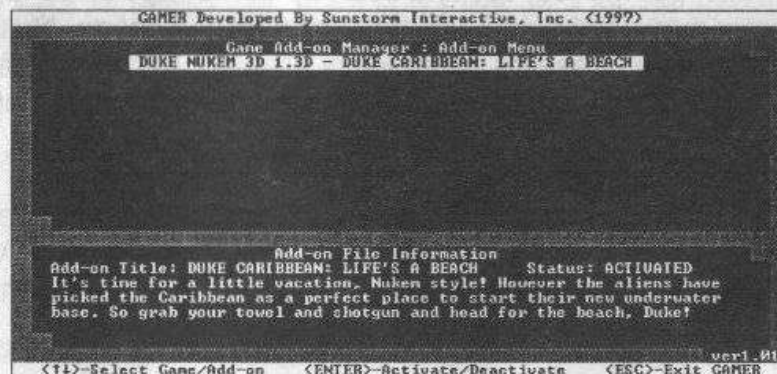 GAMER Developed By Sunstorm Interactive, Inc. <1997>
Game Add-on Manager : Add-on Menu
DUKE NUKEM 3D 1.3D - DUKE CARIBBEAN: LIFE'S A BEACH
Add-on File Information
Add-on Title: DUKE CARIBBEAN: LIFE'S A BEACH Status: ACTIVATED
It's time for a little vacation, Nukem style! However the aliens have
picked the Caribbean as a perfect place to start their new underwater
base. So grab your towel and shotgun and head for the beach, Duke!
ver1.01
<↑↓>-Select Game/Add-on <ENTER>-Activate/Deactivate <ESC>-Exit GAMER